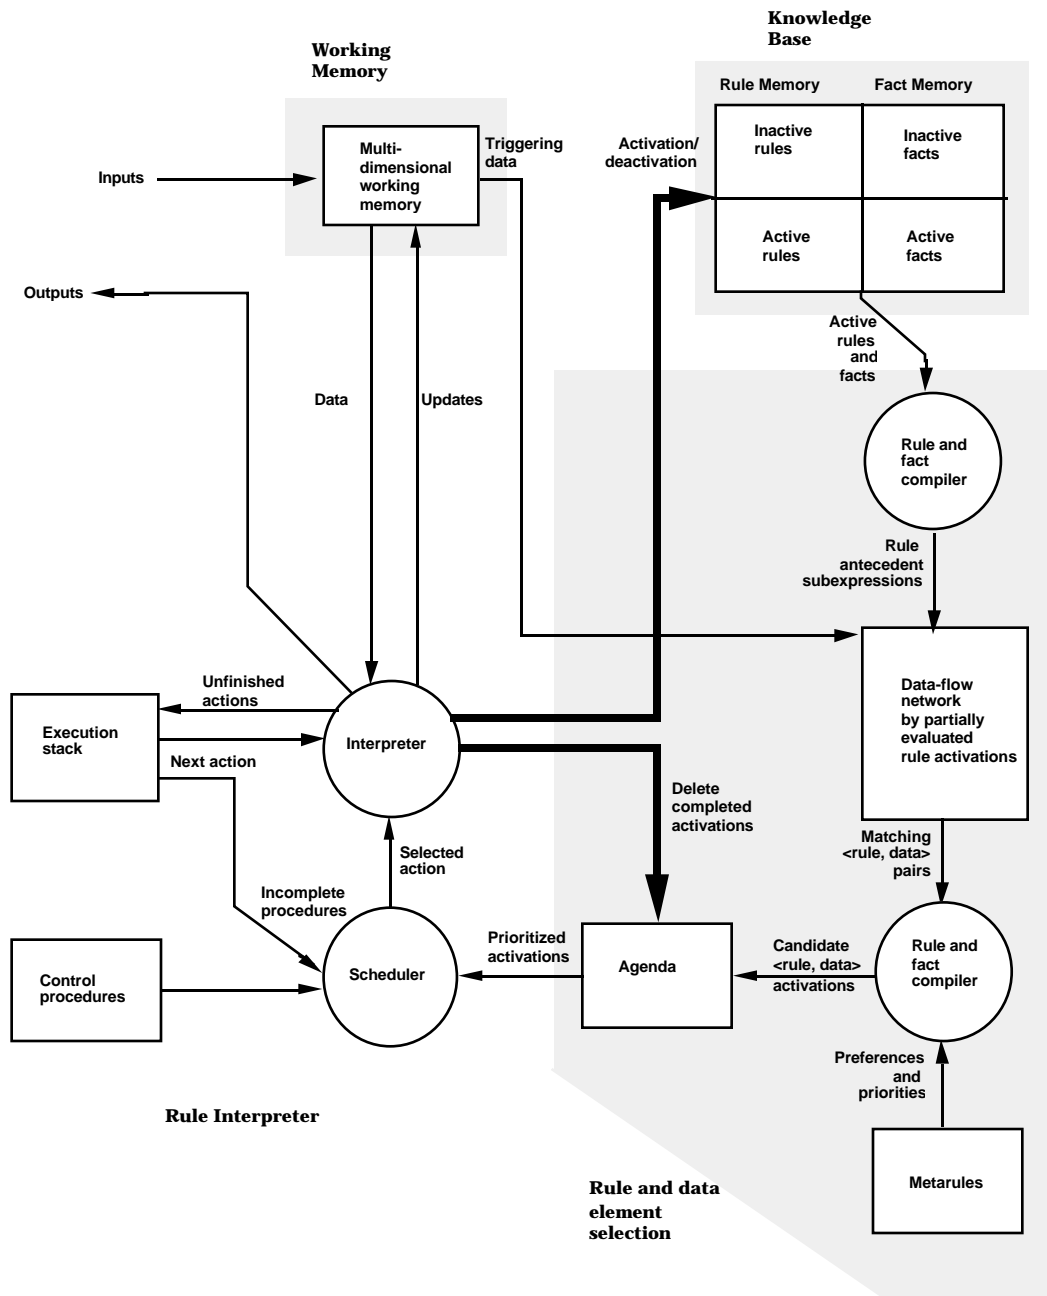 Knowledge
Base
Working
Memory
Rule Memory
Fact Memory
Inactive
rules
Inactive
facts
Active
rules
Active
facts
Multi-
dimensional
working
memory
Triggering
data
Activation/
deactivation
Inputs
Outputs
Active
rules
and
facts
Data
Updates
Rule and
fact
compiler
Rule
antecedent
subexpressions
Unfinished
actions
Execution
stack
Interpreter
Next action
Data-flow
network
by partially
evaluated
rule activations
Delete
completed
activations
Matching
<rule, data>
pairs
Selected
action
Incomplete
procedures
Prioritized
activations
Candidate
<rule, data>
activations
Rule and
fact
compiler
Control
procedures
Scheduler
Agenda
Preferences
and
priorities
Rule Interpreter
Metarules
Rule and data
element
selection